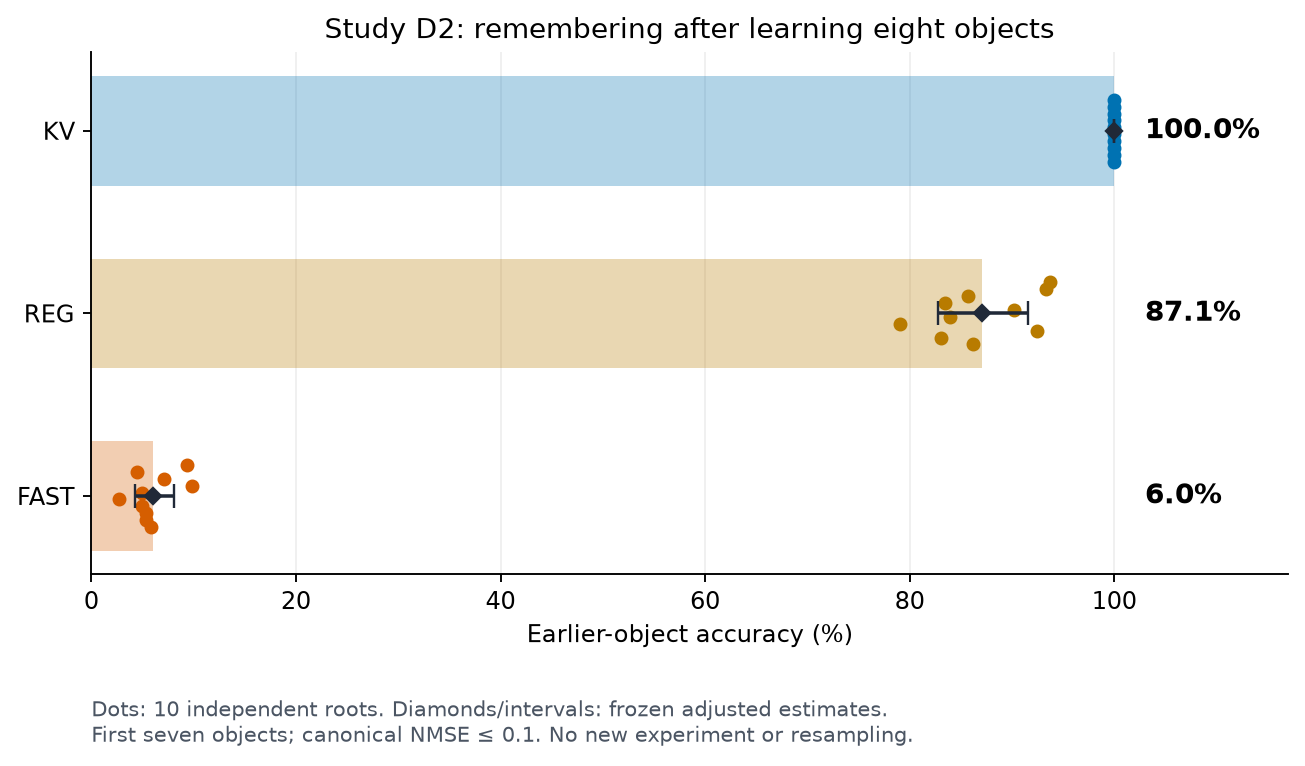 Study D2: remembering after learning eight objects
KV
100.0%
REG
87.1%
FAST
6.0%
0 20 40 60 80 100
Earlier-object accuracy (%)
Dots: 10 independent roots. Diamonds/intervals: frozen adjusted estimates.
First seven objects; canonical NMSE ≤ 0.1. No new experiment or resampling.